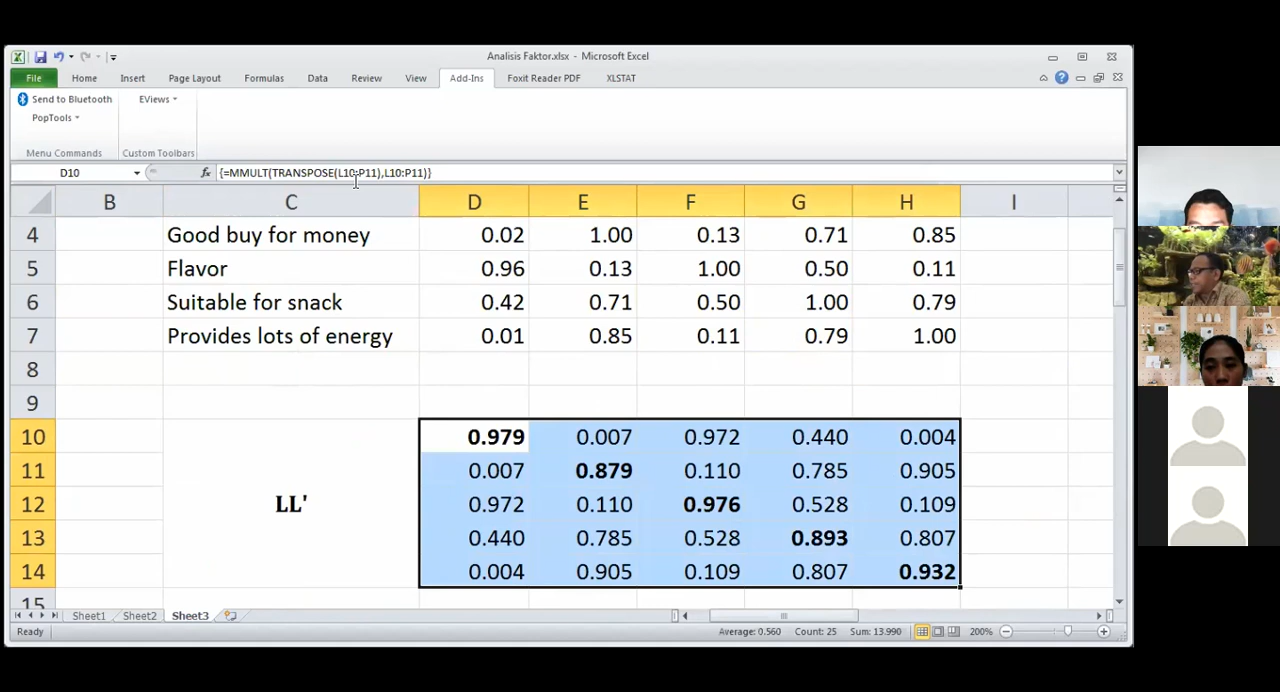 Analisis Faktor.xlsx - Microsoft Excel
File Home Insert Page Layout Formulas Data Review View Add-Ins Foxit Reader PDF XLSTAT
Send to Bluetooth EViews
PopTools
Menu Commands Custom Toolbars
D10 fx {=MMULT(TRANSPOSE(L10:P11),L10:P11)}
B C D E F G H I
4 Good buy for money 0.02 1.00 0.13 0.71 0.85
5 Flavor 0.96 0.13 1.00 0.50 0.11
6 Suitable for snack 0.42 0.71 0.50 1.00 0.79
7 Provides lots of energy 0.01 0.85 0.11 0.79 1.00
8
9
10 0.979 0.007 0.972 0.440 0.004
11 0.007 0.879 0.110 0.785 0.905
12 LL' 0.972 0.110 0.976 0.528 0.109
13 0.440 0.785 0.528 0.893 0.807
14 0.004 0.905 0.109 0.807 0.932
15
Sheet1 Sheet2 Sheet3
Ready Average: 0.560 Count: 25 Sum: 13.990 200%